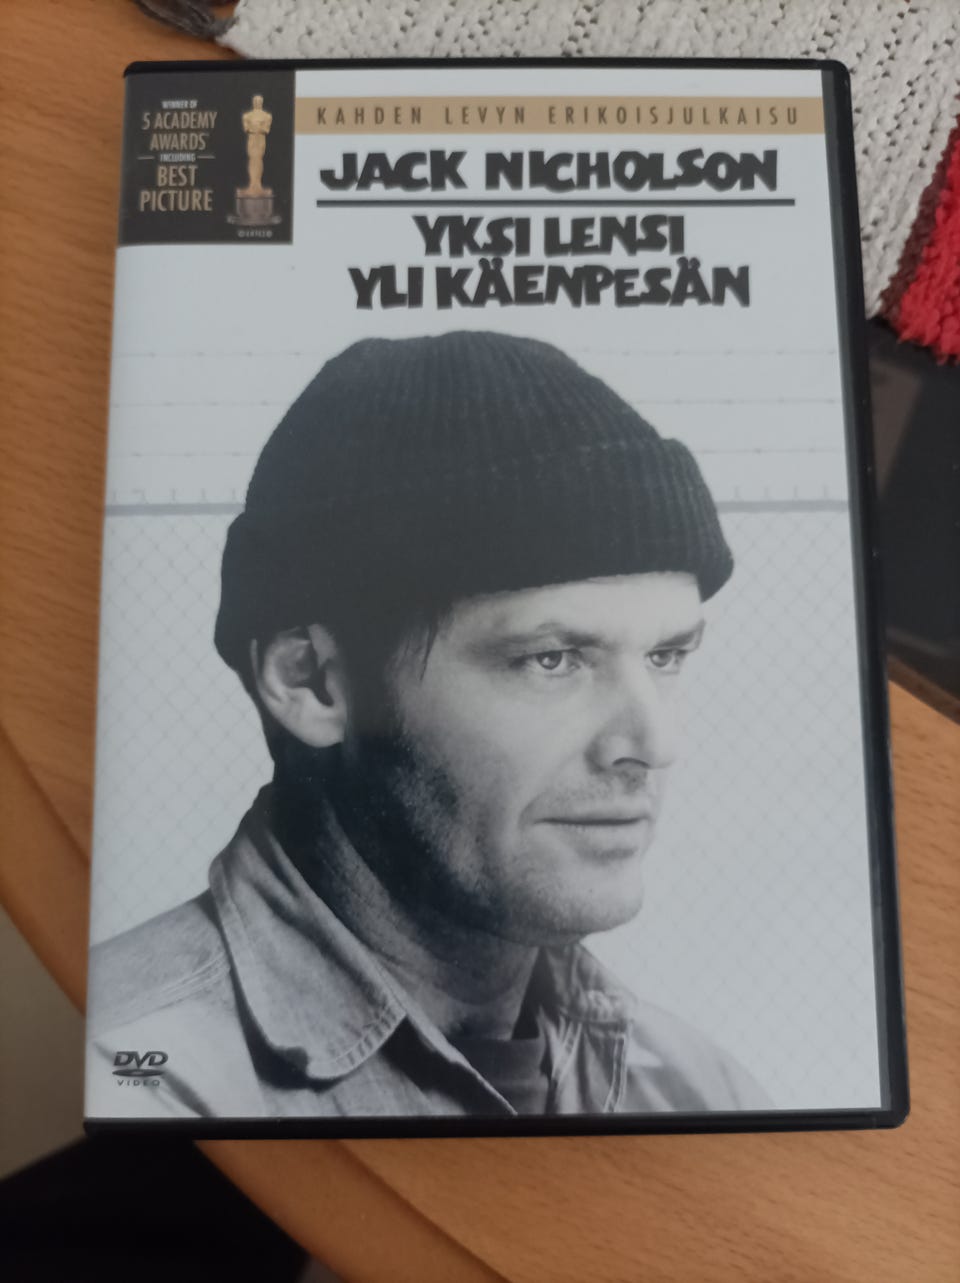 WINNER OF
5 ACADEMY
AWARDS
INCLUDING
BEST
PICTURE
KAHDEN LEVYN ERIKOISJULKAISU
JACK NICHOLSON
YKSI LENSI
YLI KÄENPESÄN
DVD
VIDEO